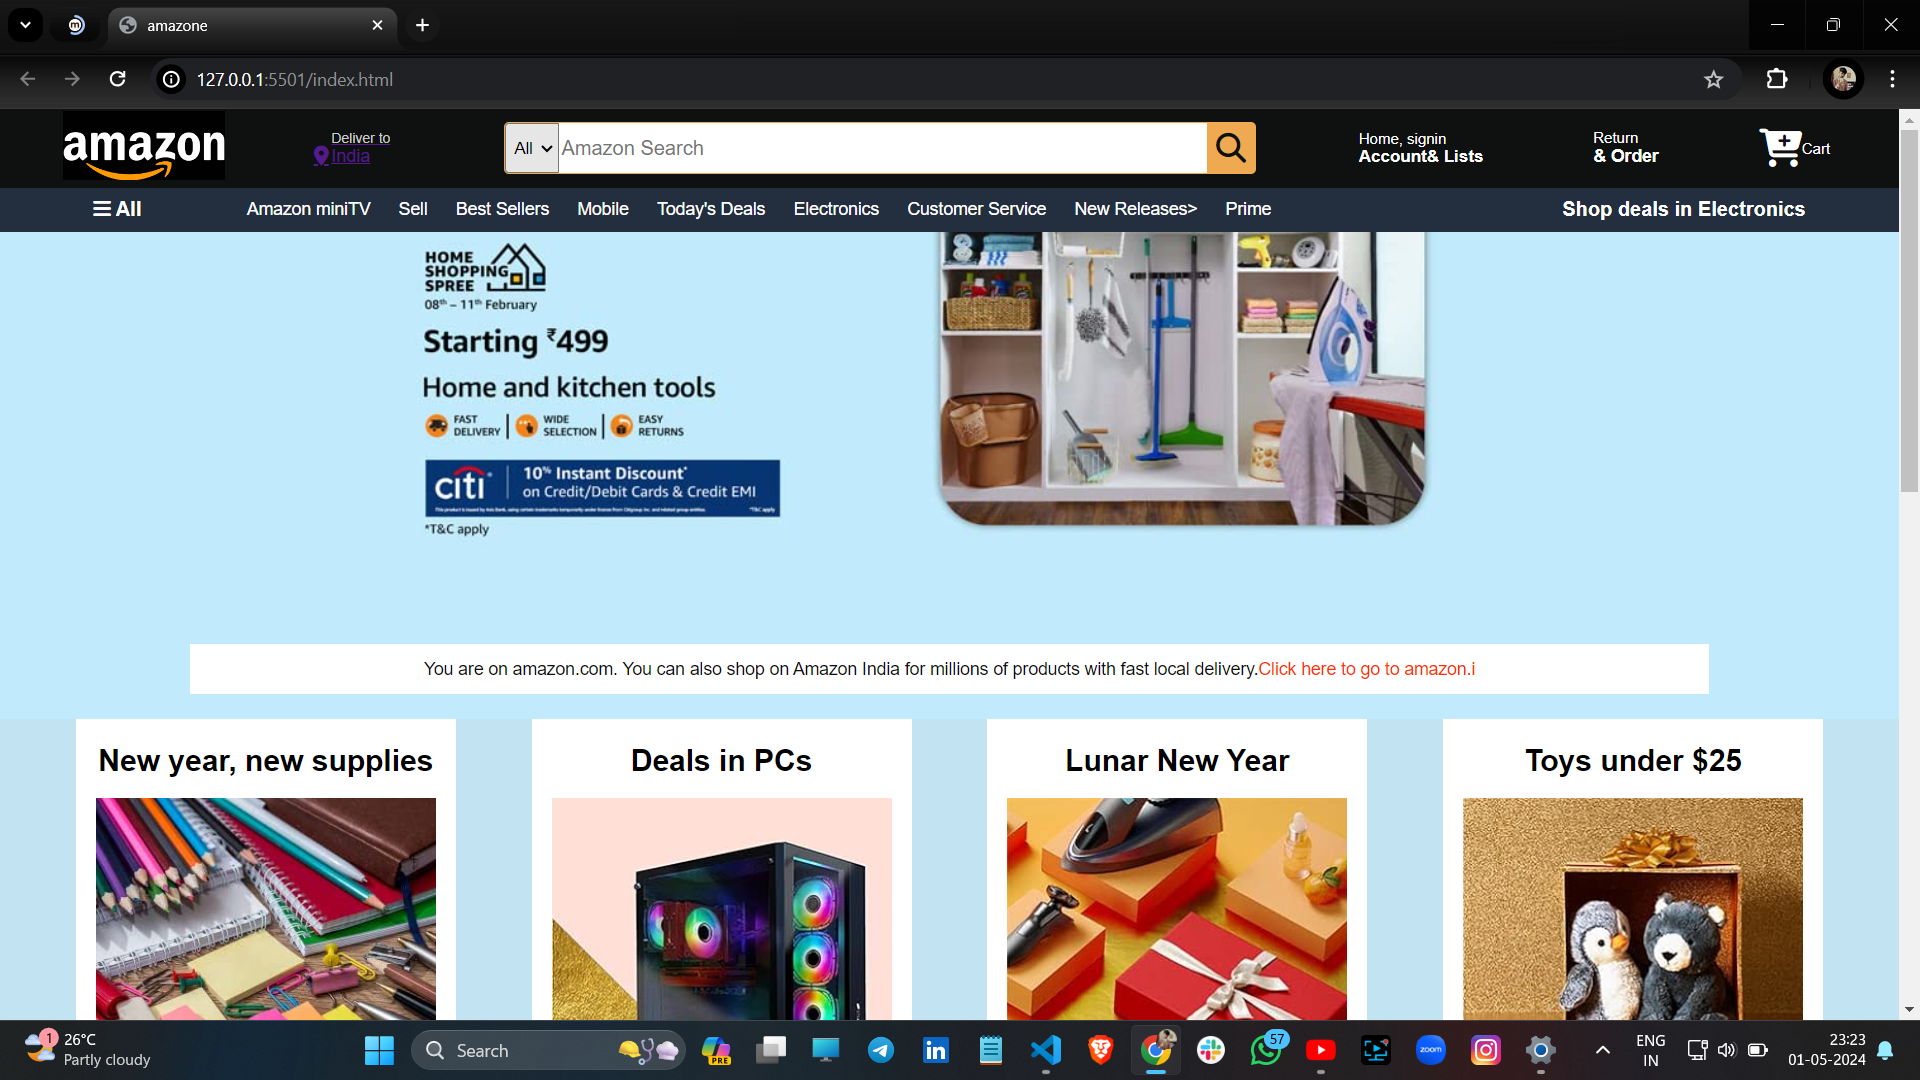 amazone
127.0.0.1:5501/index.html
amazon
Deliver to
India
All
Amazon Search
Home, signin
Account& Lists
Return
& Order
Cart
All
Amazon miniTV
Sell
Best Sellers
Mobile
Today's Deals
Electronics
Customer Service
New Releases>
Prime
Shop deals in Electronics
HOME
SHOPPING
SPREE
08th – 11th February
Starting ₹499
Home and kitchen tools
FAST
DELIVERY
WIDE
SELECTION
EASY
RETURNS
citi
10% Instant Discount*
on Credit/Debit Cards & Credit EMI
*T&C apply
*T&C apply
You are on amazon.com. You can also shop on Amazon India for millions of products with fast local delivery.Click here to go to amazon.i
New year, new supplies
Deals in PCs
Lunar New Year
Toys under $25
1
26°C
Partly cloudy
Search
PRE
57
zoom
ENG
IN
23:23
01-05-2024